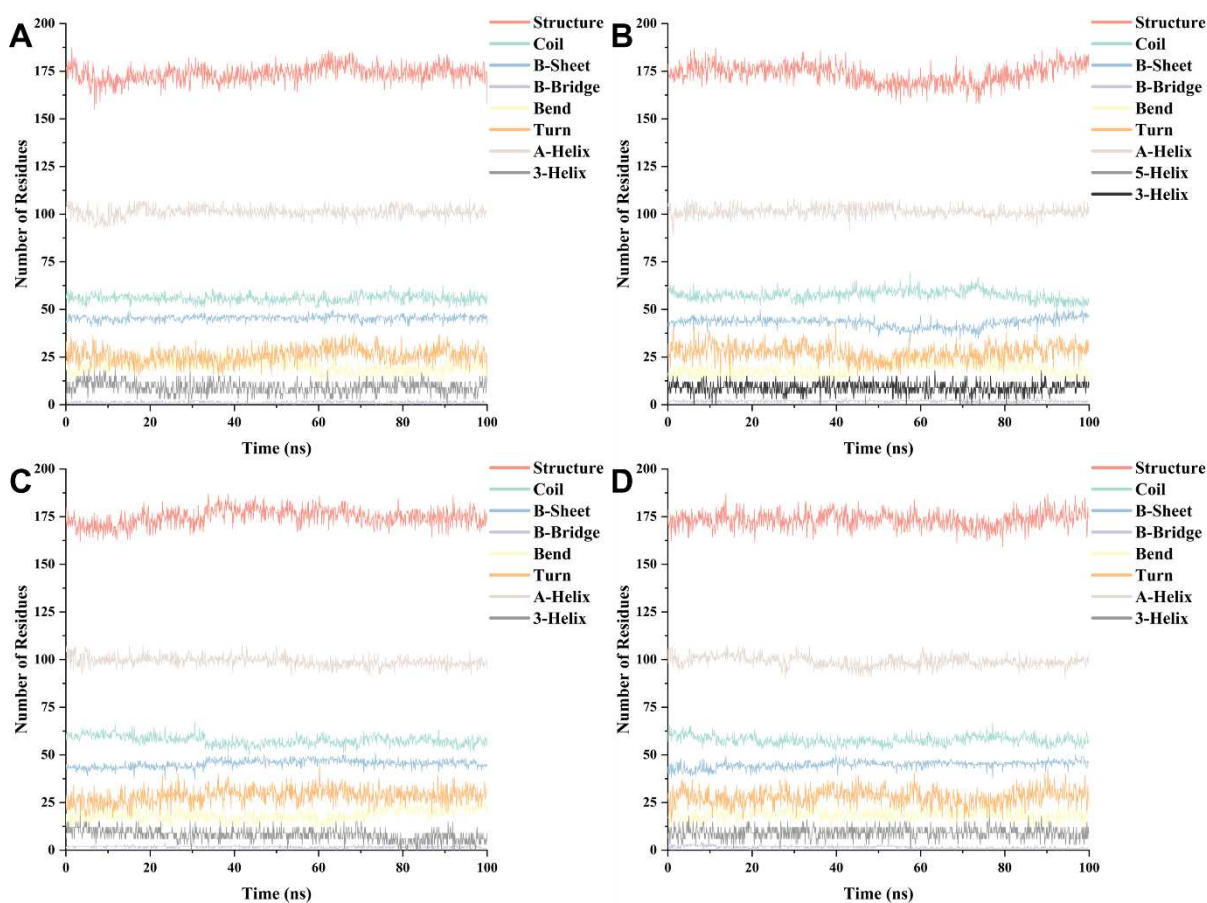 A
200
175
150
125
100
75
50
25
0
Number of Residues
0 20 40 60 80 100
Time (ns)
Structure
Coil
B-Sheet
B-Bridge
Bend
Turn
A-Helix
3-Helix
B
200
175
150
125
100
75
50
25
0
Number of Residues
0 20 40 60 80 100
Time (ns)
Structure
Coil
B-Sheet
B-Bridge
Bend
Turn
A-Helix
5-Helix
3-Helix
C
200
175
150
125
100
75
50
25
0
Number of Residues
0 20 40 60 80 100
Time (ns)
Structure
Coil
B-Sheet
B-Bridge
Bend
Turn
A-Helix
3-Helix
D
200
175
150
125
100
75
50
25
0
Number of Residues
0 20 40 60 80 100
Time (ns)
Structure
Coil
B-Sheet
B-Bridge
Bend
Turn
A-Helix
3-Helix